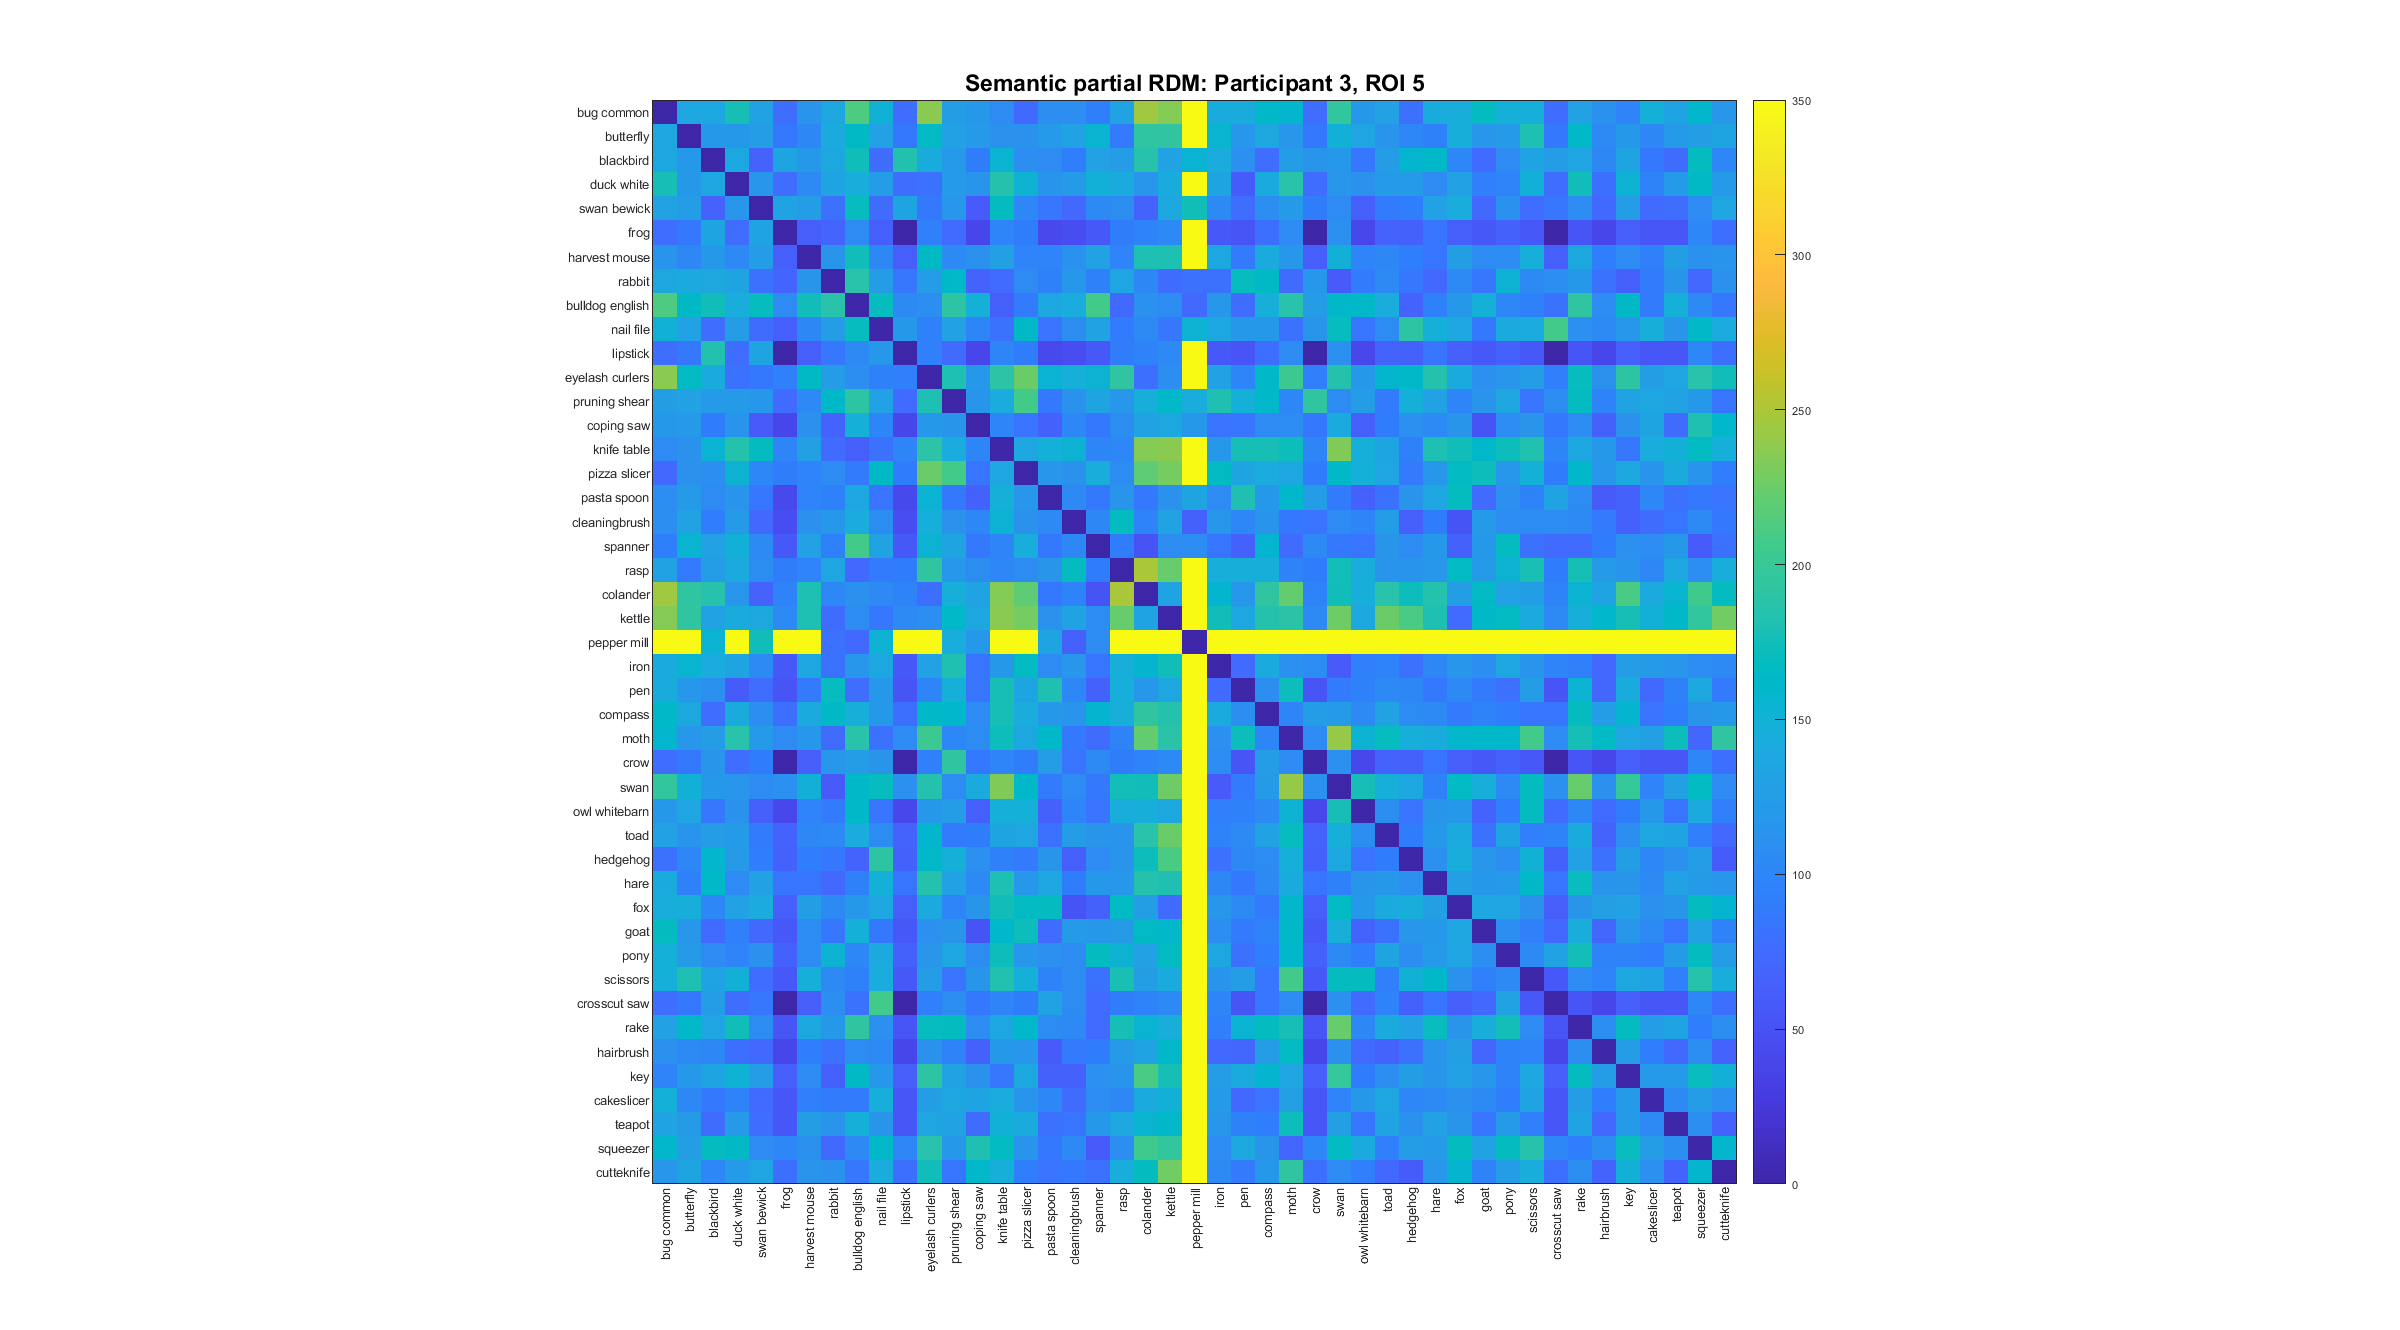 Semantic partial RDM: Participant 3, ROI 5
bug common
butterfly
blackbird
duck white
swan bewick
frog
harvest mouse
rabbit
bulldog english
nail file
lipstick
eyelash curlers
pruning shear
coping saw
knife table
pizza slicer
pasta spoon
cleaningbrush
spanner
rasp
colander
kettle
pepper mill
iron
pen
compass
moth
crow
swan
owl whitebarn
toad
hedgehog
hare
fox
goat
pony
scissors
crosscut saw
rake
hairbrush
key
cakeslicer
teapot
squeezer
cutteknife
350
300
250
200
150
100
50
0
bug common
butterfly
blackbird
duck white
swan bewick
frog
harvest mouse
rabbit
bulldog english
nail file
lipstick
eyelash curlers
pruning shear
coping saw
knife table
pizza slicer
pasta spoon
cleaningbrush
spanner
rasp
colander
kettle
pepper mill
iron
pen
compass
moth
crow
swan
owl whitebarn
toad
hedgehog
hare
fox
goat
pony
scissors
crosscut saw
rake
hairbrush
key
cakeslicer
teapot
squeezer
cutteknife